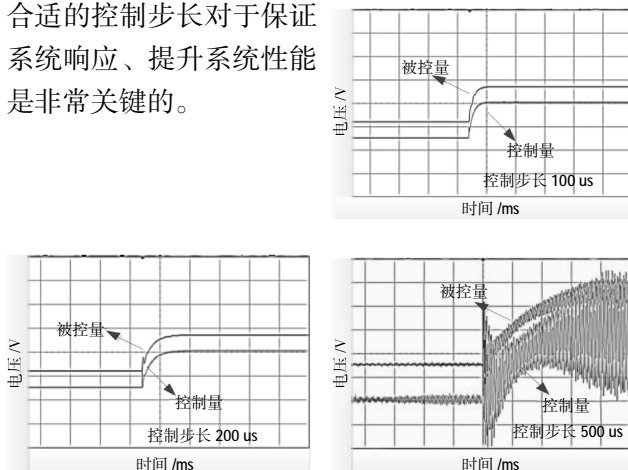 合适的控制步长对于保证
系统响应、提升系统性能
是非常关键的。
被控量
电压 /V
控制量
控制步长 100 us
时间 /ms
被控量
电压 /V
控制量
控制步长 200 us
时间 /ms
被控量
电压 /V
控制量
控制步长 500 us
时间 /ms